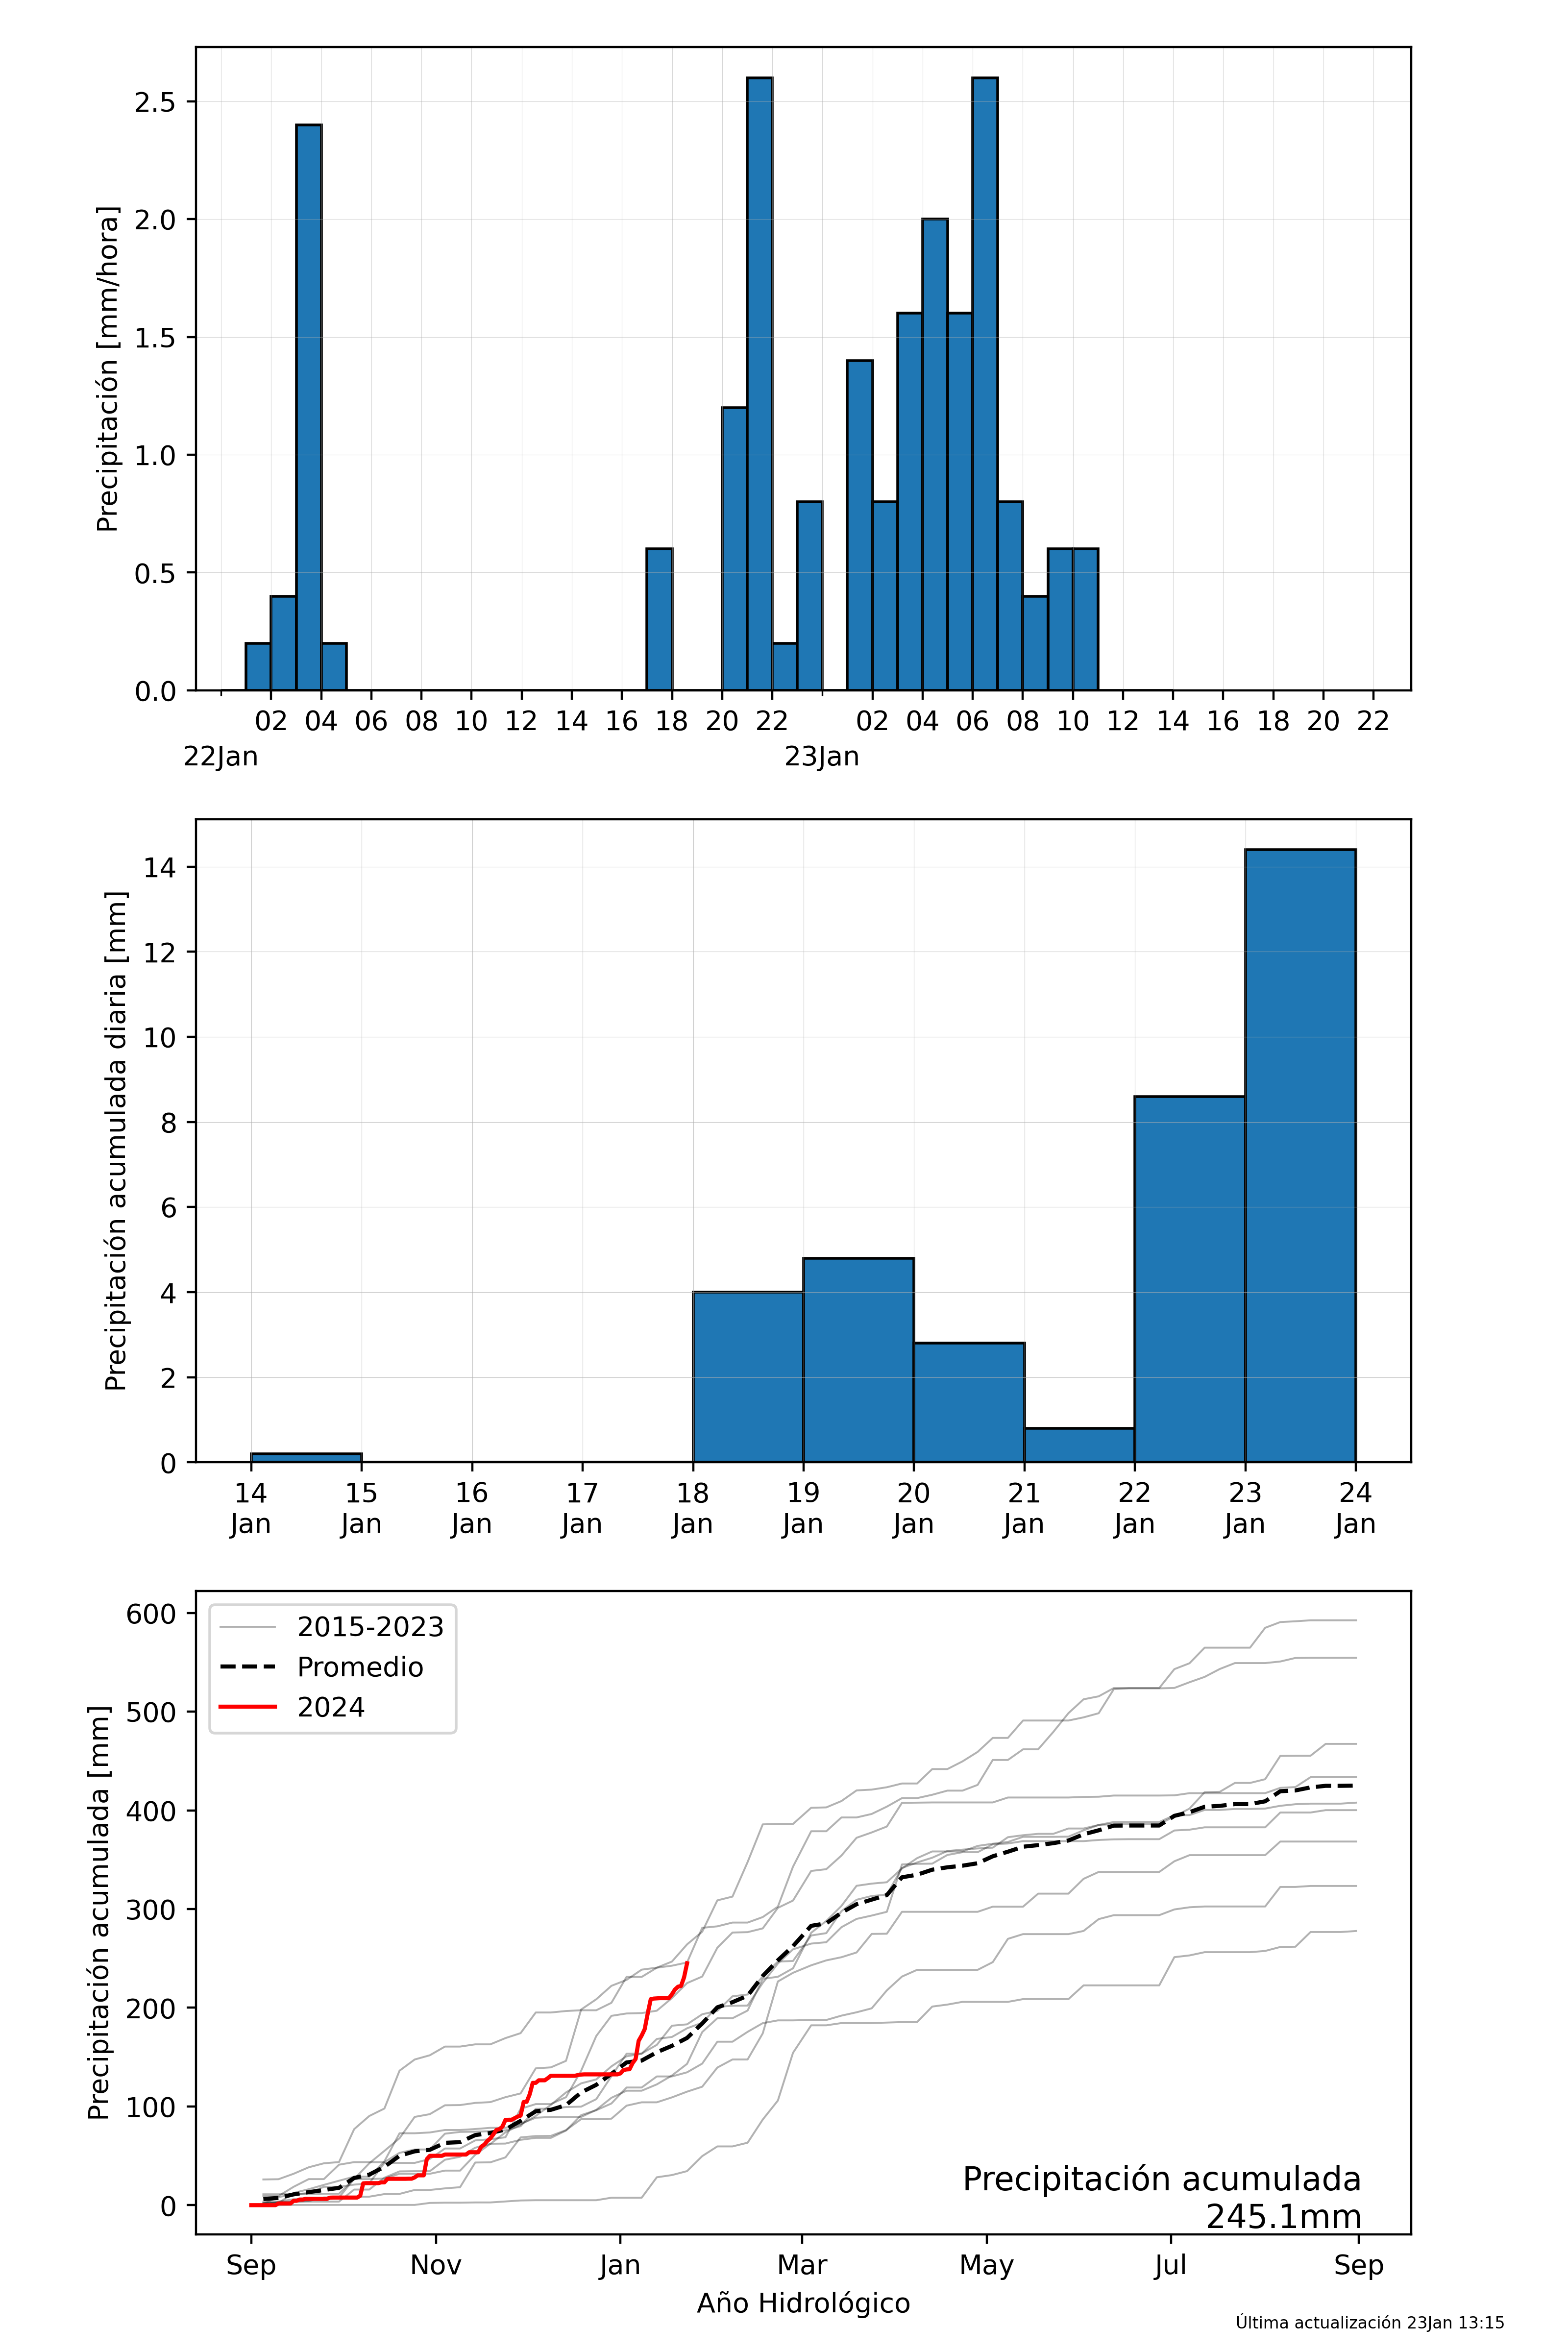 Precipitación [mm/hora]
2.5
2.0
1.5
1.0
0.5
0.0
02 04 06 08 10 12 14 16 18 20 22 02 04 06 08 10 12 14 16 18 20 22
22Jan 23Jan
Precipitación acumulada diaria [mm]
14
12
10
8
6
4
2
0
14 15 16 17 18 19 20 21 22 23 24
Jan Jan Jan Jan Jan Jan Jan Jan Jan Jan Jan
Precipitación acumulada [mm]
600
500
400
300
200
100
0
2015-2023
Promedio
2024
Precipitación acumulada
245.1mm
Sep Nov Jan Mar May Jul Sep
Año Hidrológico
Última actualización 23Jan 13:15